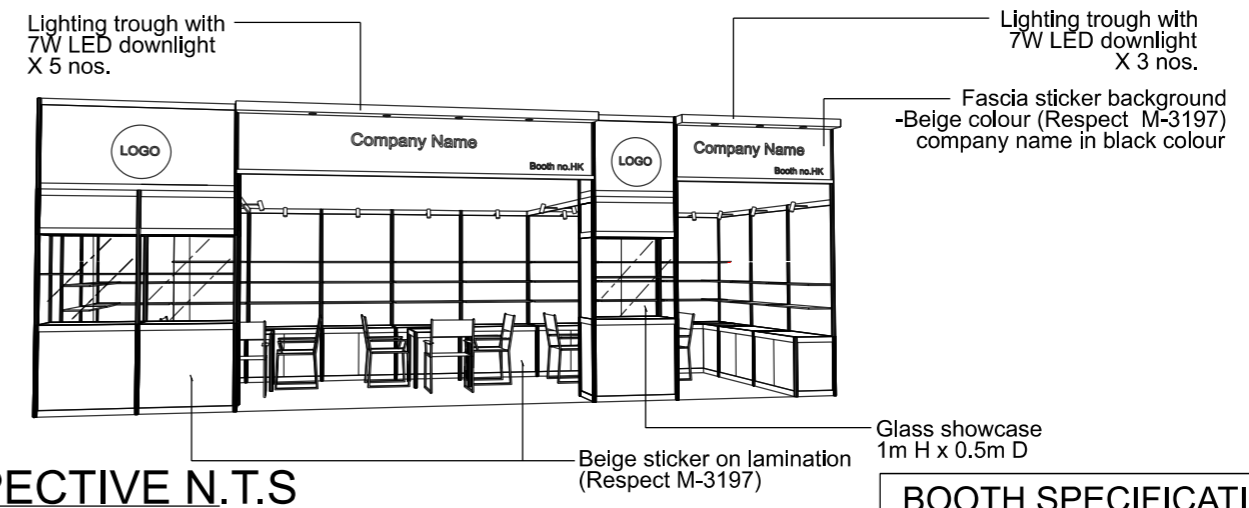 Lighting trough with
7W LED downlight
X 5 nos.
Lighting trough with
7W LED downlight
X 3 nos.
Fascia sticker background
-Beige colour (Respect M-3197)
company name in black colour
LOGO
Company Name
Booth no.HK
LOGO
Company Name
Booth no.HK
Glass showcase
1m H x 0.5m D
Beige sticker on lamination
(Respect M-3197)
PECTIVE N.T.S
BOOTH SPECIFICATI